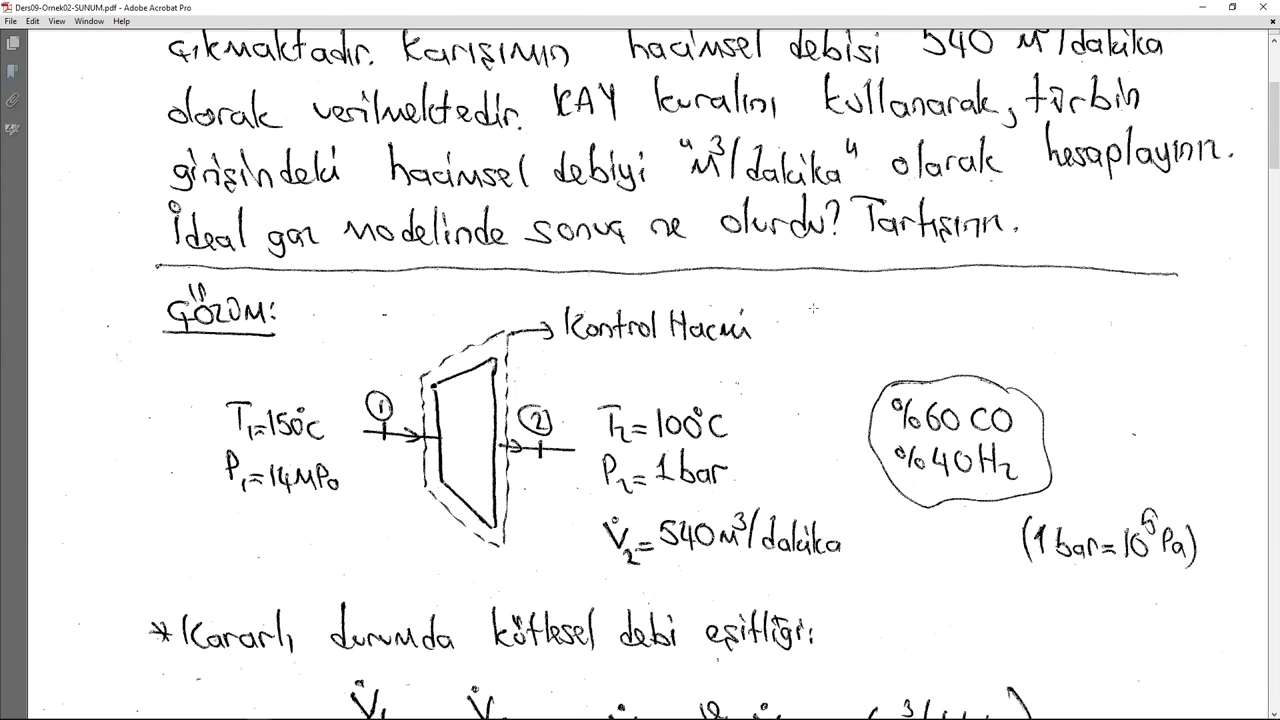 Ders09-Ornek02-SUNUM.pdf - Adobe Acrobat Pro
File Edit View Window Help
çıkmaktadır. Karışımın hacimsel debisi 540 m³/dakika
olarak verilmektedir. KAY kuralını kullanarak, türbin
girişindeki hacimsel debiyi "m³/dakika" olarak hesaplayınız.
İdeal gaz modelinde sonuç ne olurdu? Tartışınız.
ÇÖZÜM:
Kontrol Hacmi
T₁=150°C
P₁=14MPa
1
2
T₂=100°C
P₂=1bar
V̇₂=540m³/dakika
%60 CO
%40H₂
(1 bar=10⁵Pa)
*Kararlı durumda kütlesel debi eşitliği: